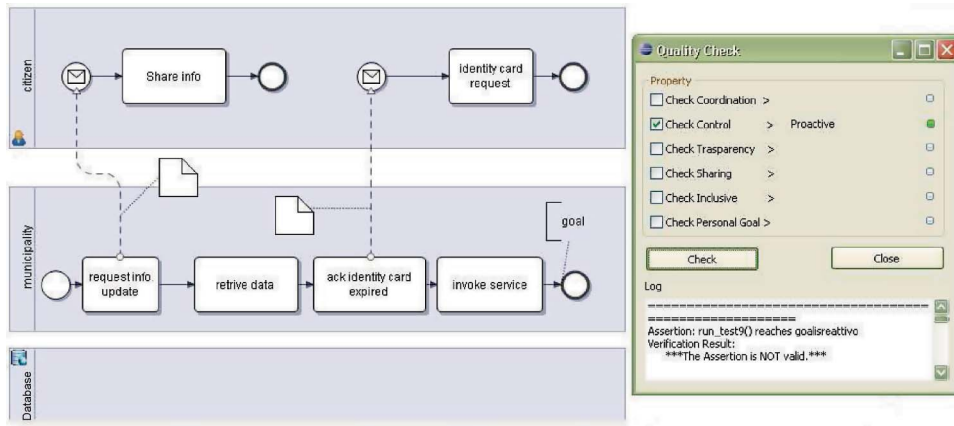 citizen
Share info
identity card
request
municipality
goal
request info
update
retrive data
ack identity card
expired
invoke service
Database
Quality Check
Property
Check Coordination >
Check Control > Proactive
Check Trasparency >
Check Sharing >
Check Inclusive >
Check Personal Goal >
Check
Close
Log
====================================== 
====================
Assertion: run_test9() reaches goalisreattivo
Verification Result:
***The Assertion is NOT valid.***